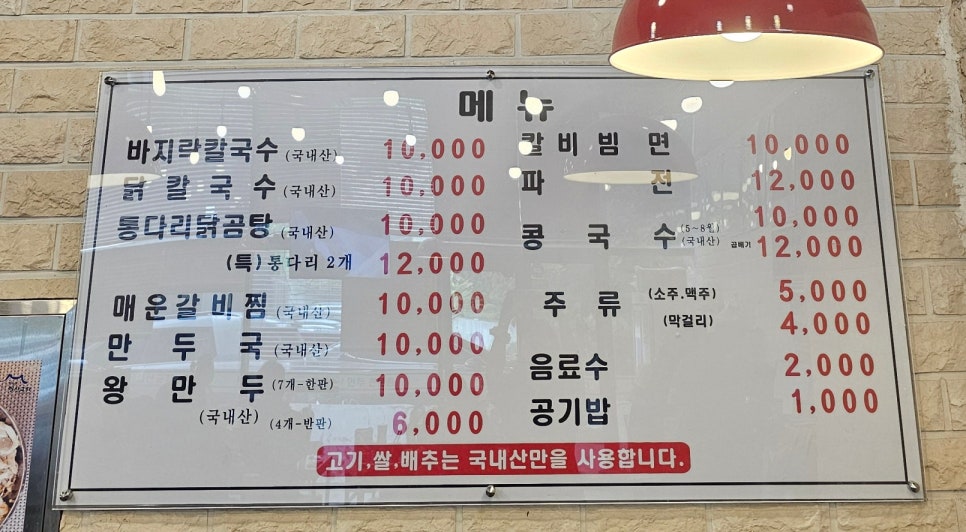 메 뉴
바지락칼국수 (국내산) 10,000
닭 칼 국 수 (국내산) 10,000
통다리닭곰탕 (국내산) 10,000
(특) 통다리 2개 12,000
매운갈비찜 (국내산) 10,000
만 두 국 (국내산) 10,000
왕 만 두 (7개-한판) 10,000
(국내산) (4개-반판) 6,000
칼 비 빔 면 10,000
파 전 12,000
콩 국 수 (5~8월) 10,000
(국내산) 곱배기 12,000
주 류 (소주.맥주) 5,000
(막걸리) 4,000
음료수 2,000
공기밥 1,000
고기,쌀,배추는 국내산만을 사용합니다.